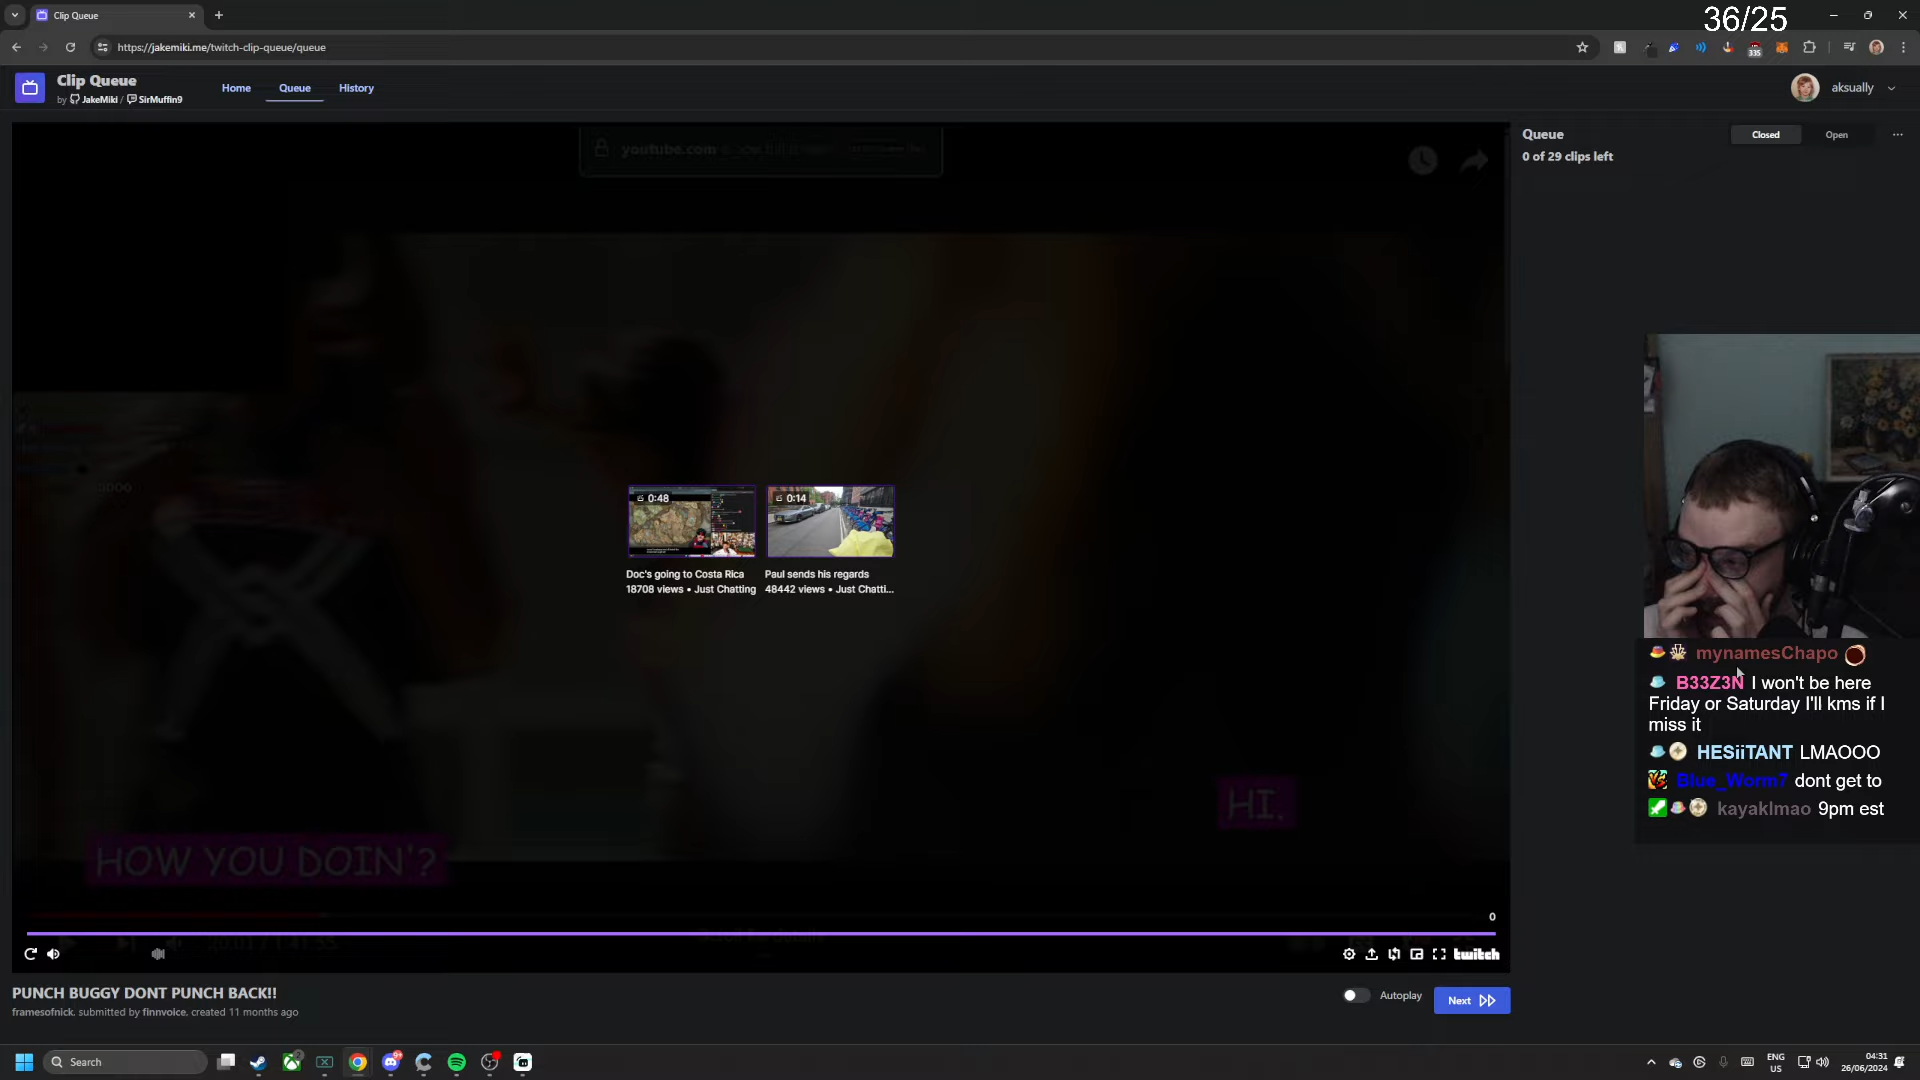 Clip Queue
36/25
https://jakemiki.me/twitch-clip-queue/queue
335
Clip Queue
by JakeMiki / SirMuffin9
Home
Queue
History
aksually
youtube.com
Queue
Closed
Open
0 of 29 clips left
0:48
0:14
Doc's going to Costa Rica
18708 views • Just Chatting
Paul sends his regards
48442 views • Just Chatti...
mynamesChapo
B33Z3N I won't be here
Friday or Saturday I'll kms if I
miss it
HESiiTANT LMAOOO
Blue_Worm7 dont get to
kayaklmao 9pm est
HI.
HOW YOU DOIN'?
0
twitch
PUNCH BUGGY DONT PUNCH BACK!!
framesofnick. submitted by finnvoice. created 11 months ago
Autoplay
Next
Search
9+
ENG
US
04:31
26/06/2024